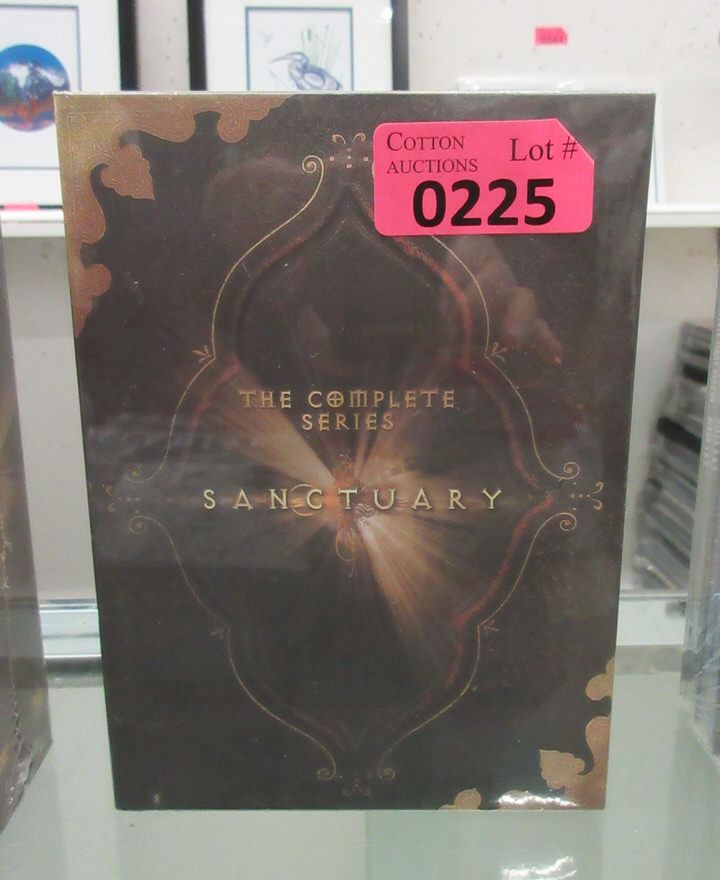 COTTON
AUCTIONS
Lot #
0225
THE COMPLETE
SERIES
SANCTUARY